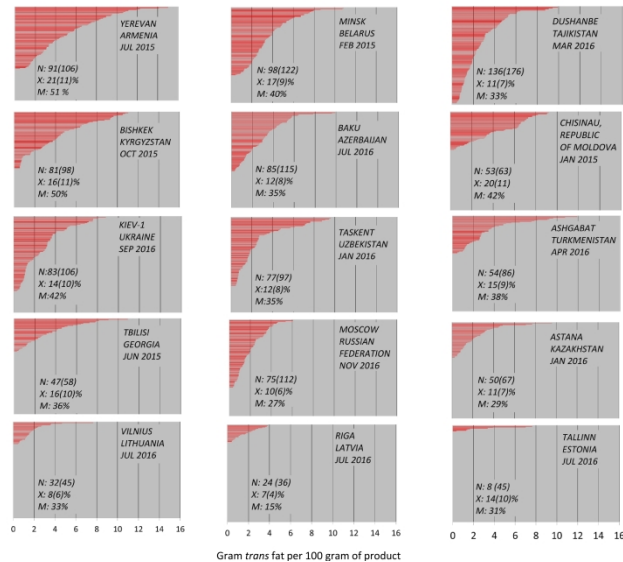 YEREVAN
ARMENIA
JUL 2015
N: 91(106)
X: 21(11)%
M: 51 %
MINSK
BELARUS
FEB 2015
N: 98(122)
X: 17(9)%
M: 40%
DUSHANBE
TAJIKISTAN
MAR 2016
N: 136(176)
X: 11(7)%
M: 33%
BISHKEK
KYRGYZSTAN
OCT 2015
N: 81(98)
X: 16(11)%
M: 50%
BAKU
AZERBAIJAN
JUL 2016
N: 85(115)
X: 12(8)%
M: 35%
CHISINAU,
REPUBLIC
OF MOLDOVA
JAN 2015
N: 53(63)
X: 20(11)
M: 42%
KIEV-1
UKRAINE
SEP 2016
N:83(106)
X: 14(10)%
M:42%
TASKENT
UZBEKISTAN
JAN 2016
N: 77(97)
X:12(8)%
M:35%
ASHGABAT
TURKMENISTAN
APR 2016
N: 54(86)
X: 15(9)%
M: 38%
TBILISI
GEORGIA
JUN 2015
N: 47(58)
X: 16(10)%
M: 36%
MOSCOW
RUSSIAN
FEDERATION
NOV 2016
N: 75(112)
X: 10(6)%
M: 27%
ASTANA
KAZAKHSTAN
JAN 2016
N: 50(67)
X: 11(7)%
M: 29%
VILNIUS
LITHUANIA
JUL 2016
N: 32(45)
X: 8(6)%
M: 33%
RIGA
LATVIA
JUL 2016
N: 24 (36)
X: 7(4)%
M: 15%
TALLINN
ESTONIA
JUL 2016
N: 8 (45)
X: 14(10)%
M: 31%
0 2 4 6 8 10 12 14 16
0 2 4 6 8 10 12 14 16
0 2 4 6 8 10 12 14 16
Gram trans fat per 100 gram of product